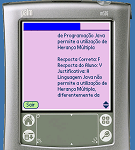 de Programação Java
permite a utilização de
Herança Múltipla
Resposta Correta: F
Resposta do Aluno: V
Justificativa: A
Linguagem Java não
permite a utilização de
Herança Múltipla,
diferentemente da
Sair